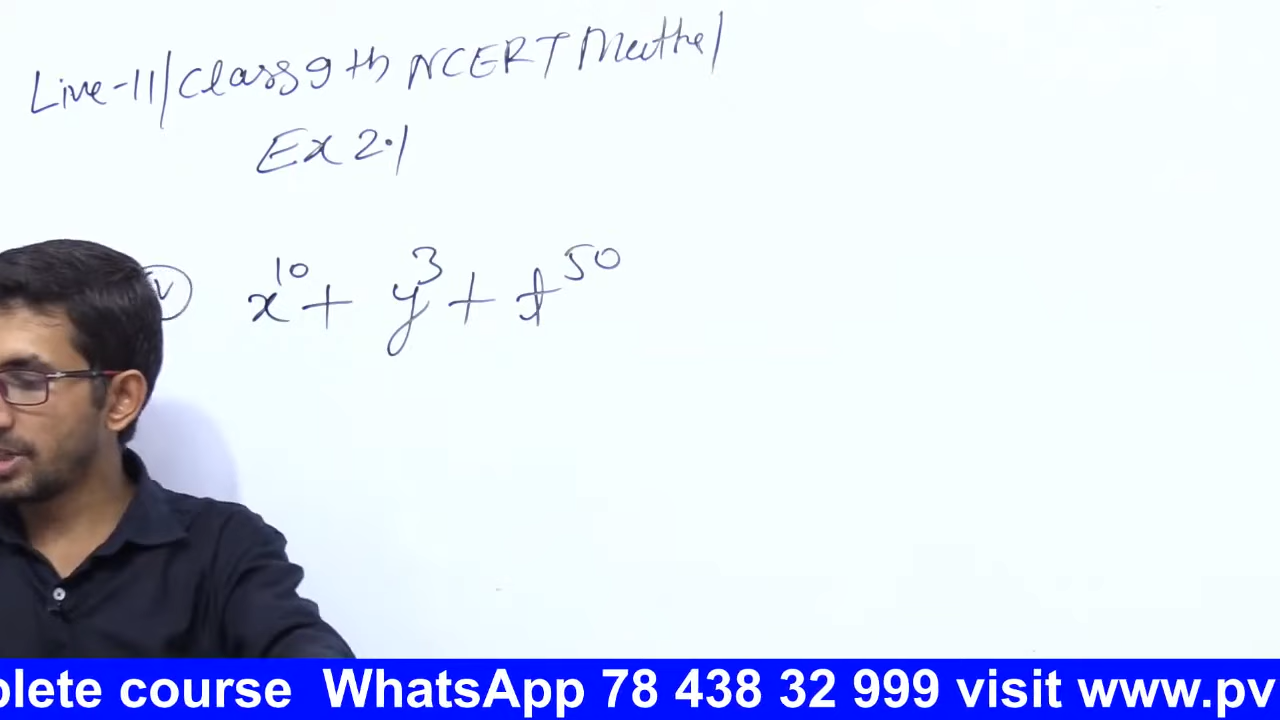 Live-11/Class 9th NCERT Maths/
Ex 2.1
v x¹⁰ + y³ + t⁵⁰
plete course WhatsApp 78 438 32 999 visit www.pv